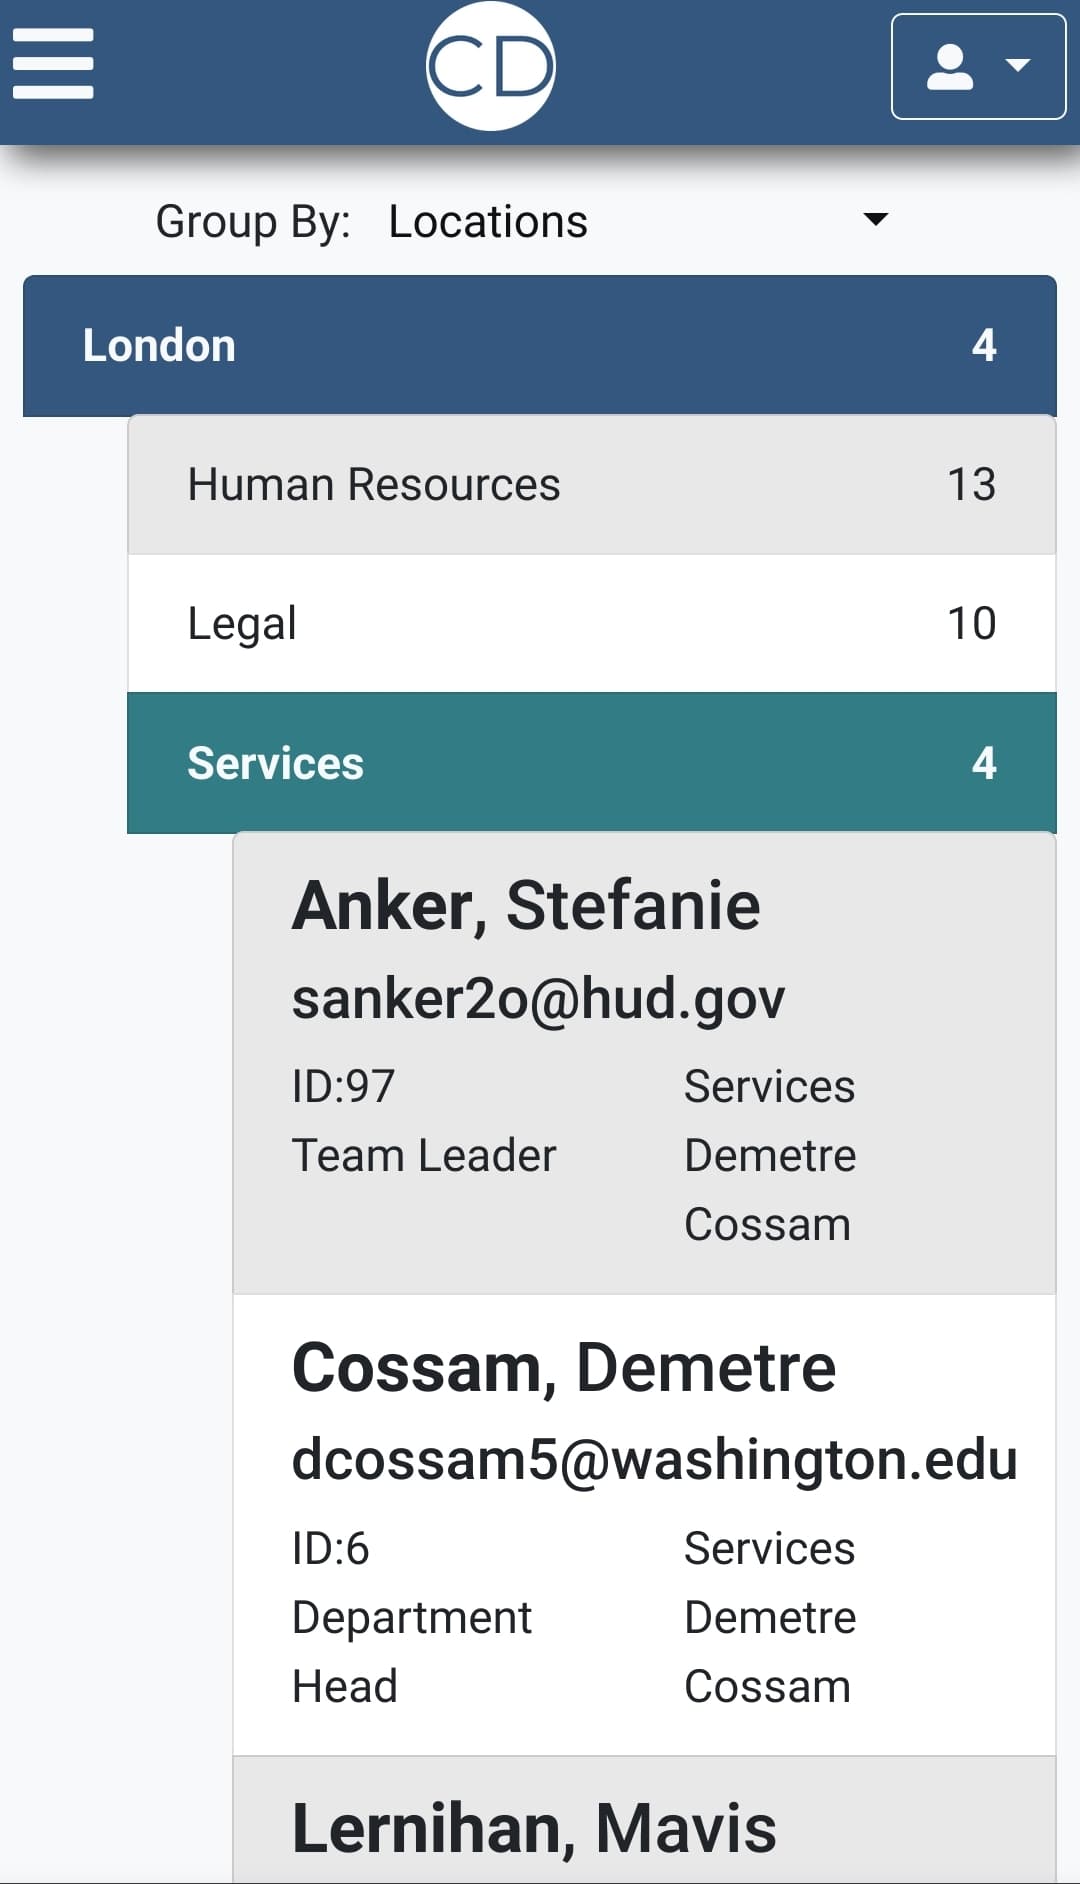 CD
Group By: Locations
London 4
Human Resources 13
Legal 10
Services 4
Anker, Stefanie
sanker2o@hud.gov
ID:97 Services
Team Leader Demetre
Cossam
Cossam, Demetre
dcossam5@washington.edu
ID:6 Services
Department Demetre
Head Cossam
Lernihan, Mavis